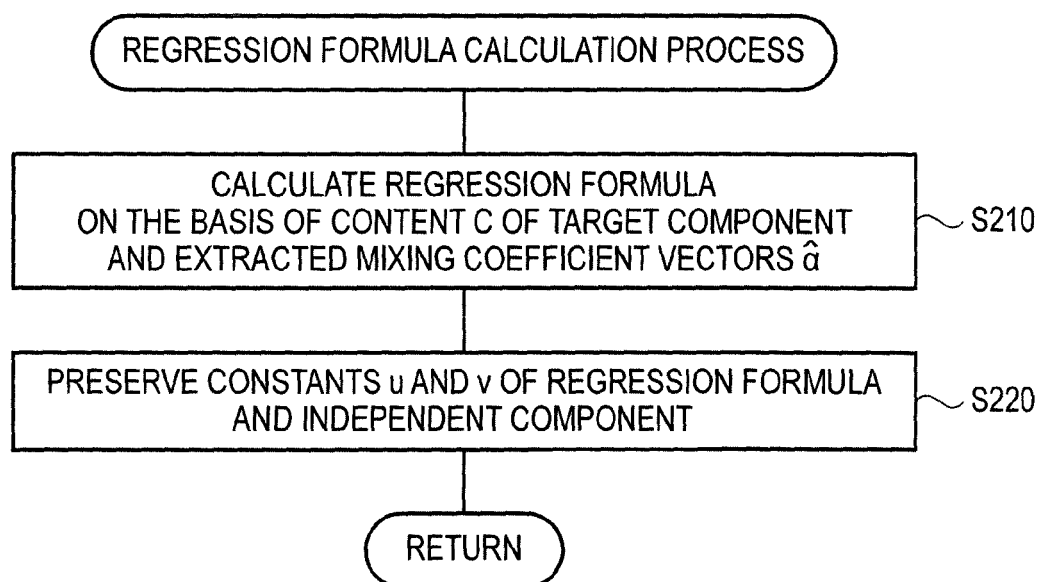 REGRESSION FORMULA CALCULATION PROCESS
CALCULATE REGRESSION FORMULA
ON THE BASIS OF CONTENT C OF TARGET COMPONENT
AND EXTRACTED MIXING COEFFICIENT VECTORS α̂
S210
PRESERVE CONSTANTS u AND v OF REGRESSION FORMULA
AND INDEPENDENT COMPONENT
S220
RETURN